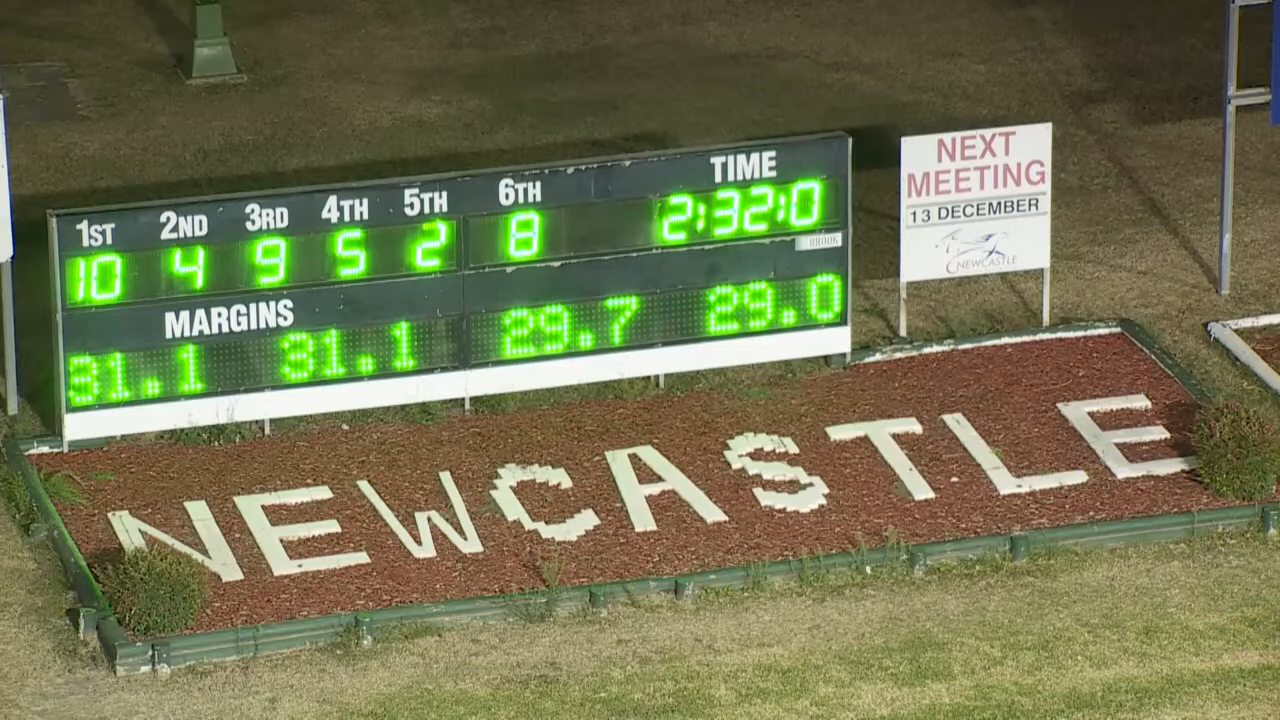 1ST 2ND 3RD 4TH 5TH 6TH TIME
10 4 9 5 2 8 2:32:0
BROOK
MARGINS
31.1 31.1 29.7 29.0
NEXT
MEETING
13 DECEMBER
NEWCASTLE
NEWCASTLE